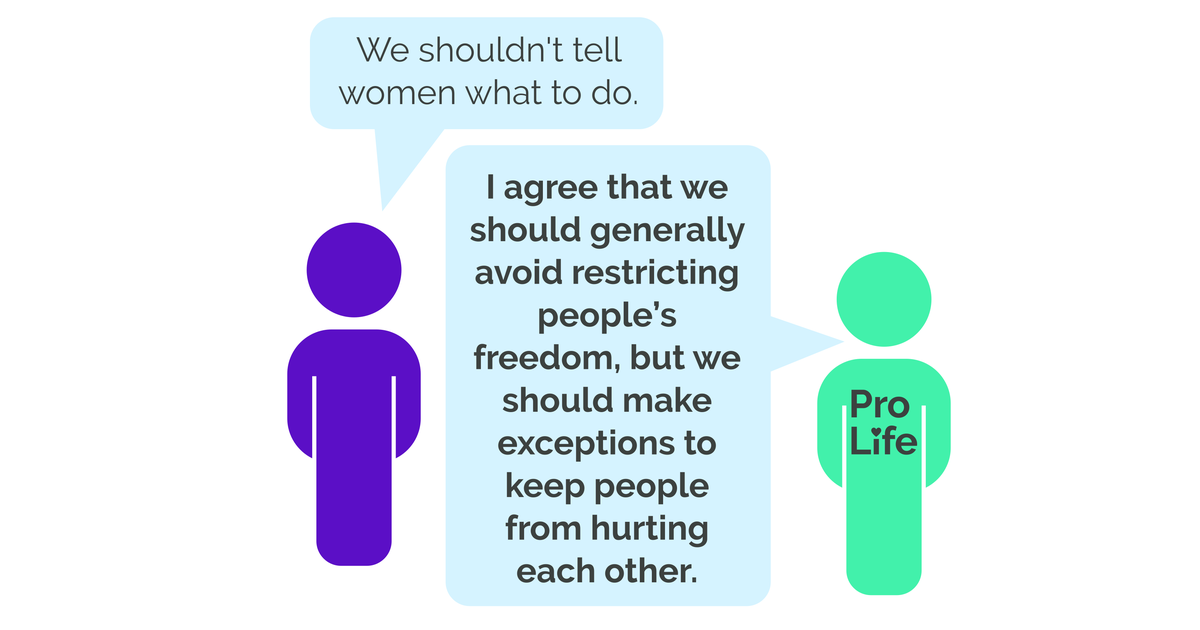 We shouldn't tell
women what to do.
I agree that we
should generally
avoid restricting
people’s
freedom, but we
should make
exceptions to
keep people
from hurting
each other.
Pro
Life